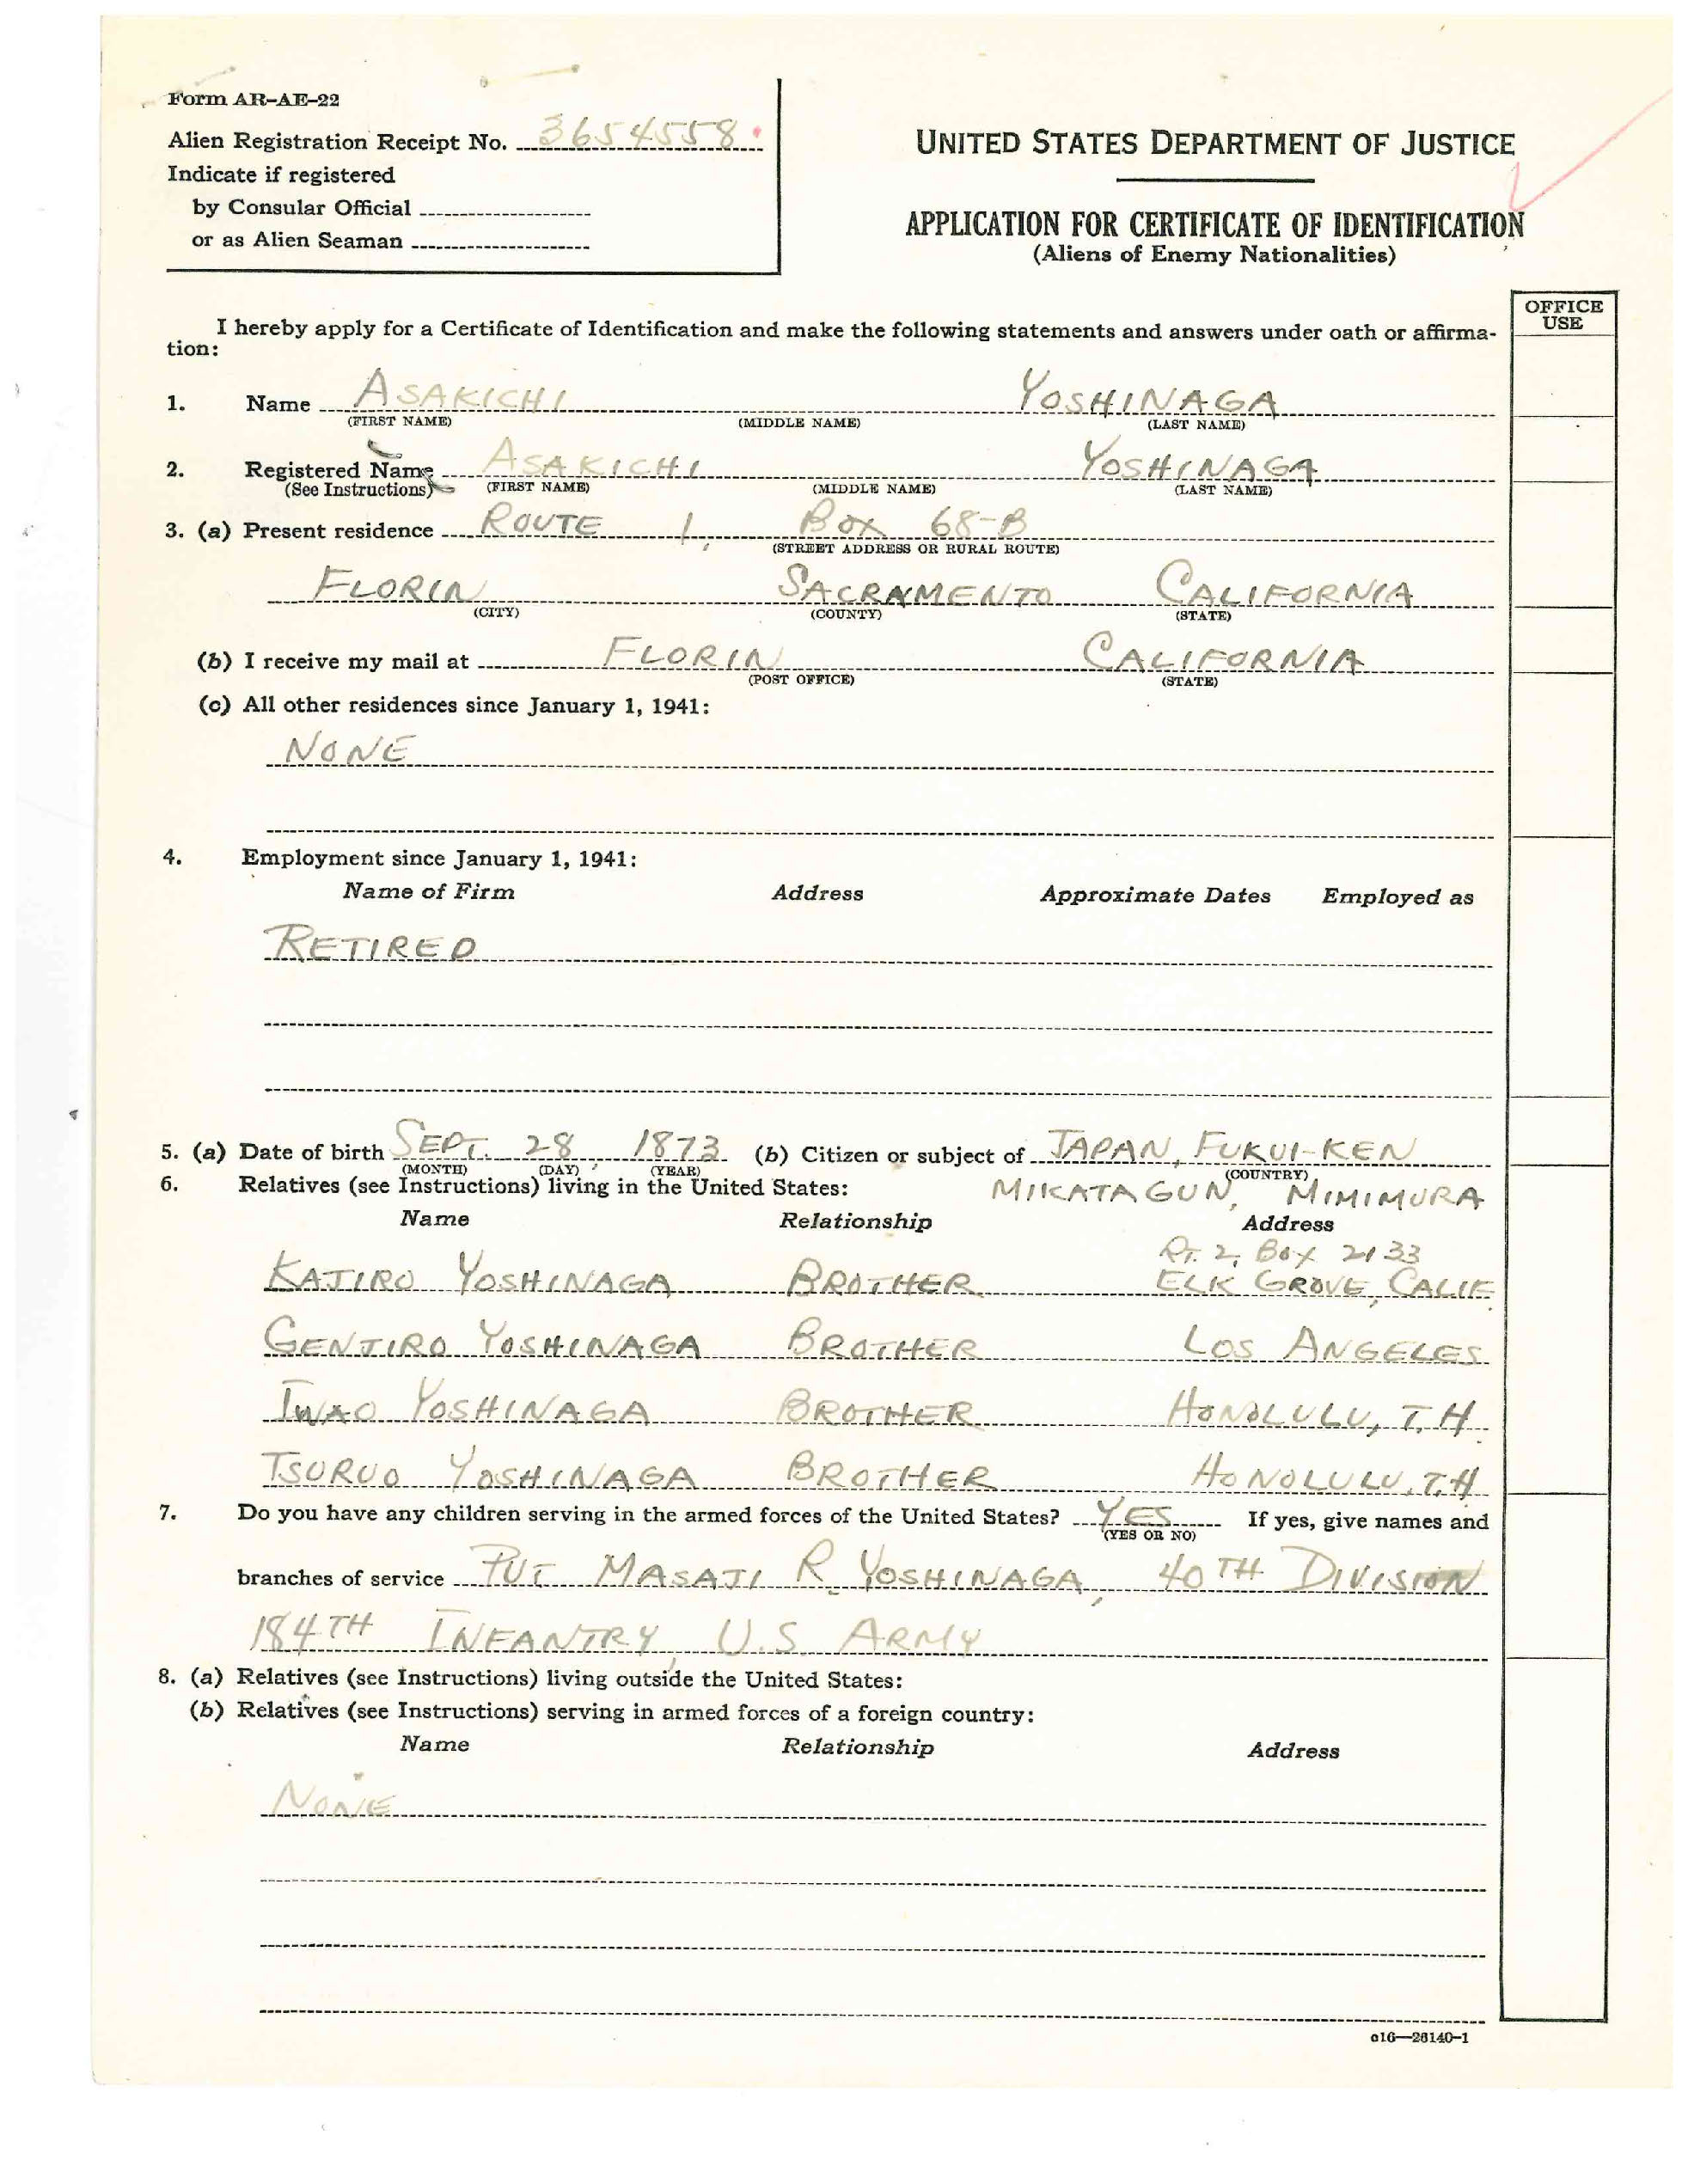 Form AR-AE-22
Alien Registration Receipt No. 3654558
Indicate if registered
by Consular Official
or as Alien Seaman
UNITED STATES DEPARTMENT OF JUSTICE
APPLICATION FOR CERTIFICATE OF IDENTIFICATION
(Aliens of Enemy Nationalities)
OFFICE
USE
I hereby apply for a Certificate of Identification and make the following statements and answers under oath or affirma-
tion:
1. Name ASAKICHI YOSHINAGA
(FIRST NAME) (MIDDLE NAME) (LAST NAME)
2. Registered Name ASAKICHI YOSHINAGA
(See Instructions) (FIRST NAME) (MIDDLE NAME) (LAST NAME)
3. (a) Present residence ROUTE 1, BOX 68-B
(STREET ADDRESS OR RURAL ROUTE)
FLORIN SACRAMENTO CALIFORNIA
(CITY) (COUNTY) (STATE)
(b) I receive my mail at FLORIN CALIFORNIA
(POST OFFICE) (STATE)
(c) All other residences since January 1, 1941:
NONE
4. Employment since January 1, 1941:
Name of Firm Address Approximate Dates Employed as
RETIRED
5. (a) Date of birth SEPT. 28, 1873 (b) Citizen or subject of JAPAN, FUKUI-KEN
(MONTH) (DAY) (YEAR) (COUNTRY)
6. Relatives (see Instructions) living in the United States: MIKATA GUN, MIMIMURA
Name Relationship Address
RT. 2, BOX 2133
KAJIRO YOSHINAGA BROTHER ELK GROVE, CALIF.
GENJIRO YOSHINAGA BROTHER LOS ANGELES
IWAO YOSHINAGA BROTHER HONOLULU, T.H.
TSURUO YOSHINAGA BROTHER HONOLULU, T.H.
7. Do you have any children serving in the armed forces of the United States? YES If yes, give names and
(YES OR NO)
branches of service PVT MASAJI R. YOSHINAGA, 40TH DIVISION
184TH INFANTRY, U.S. ARMY
8. (a) Relatives (see Instructions) living outside the United States:
(b) Relatives (see Instructions) serving in armed forces of a foreign country:
Name Relationship Address
NONE
o16—26140-1